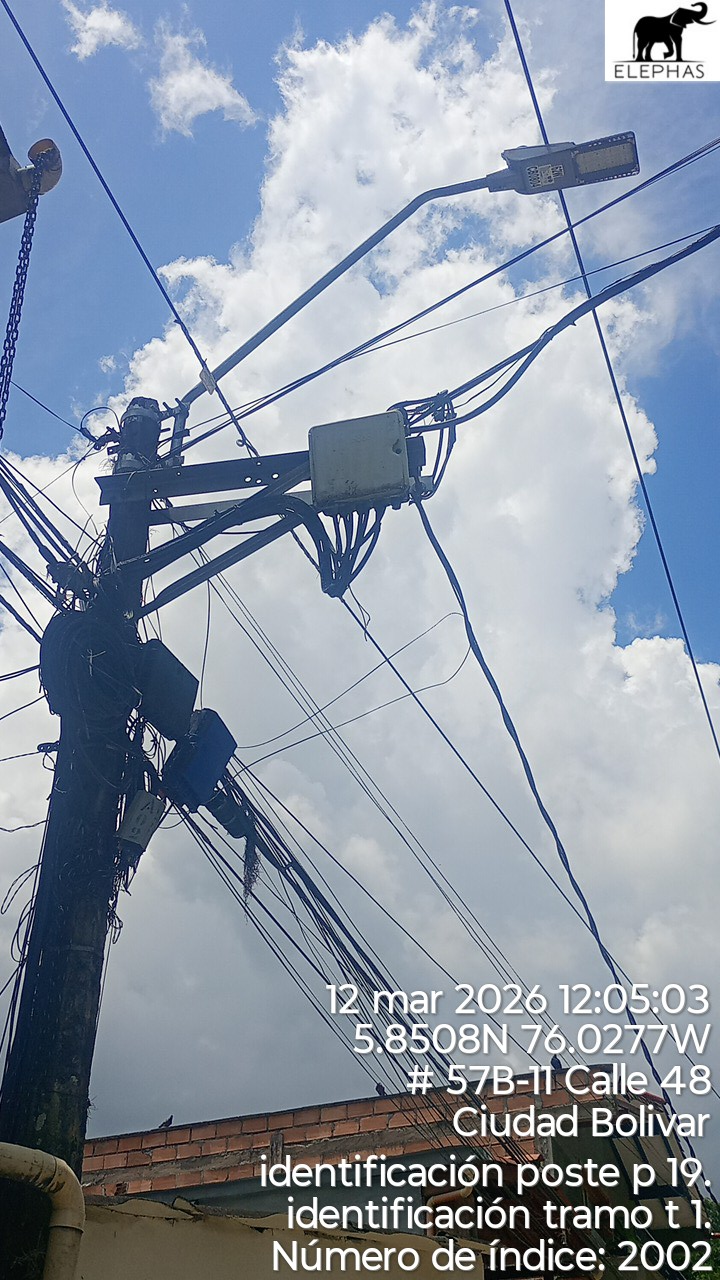 ELEPHAS
A02
12 mar 2026 12:05:03
5.8508N 76.0277W
# 57B-11 Calle 48
Ciudad Bolivar
identificación poste p 19.
identificación tramo t 1.
Número de índice: 2002